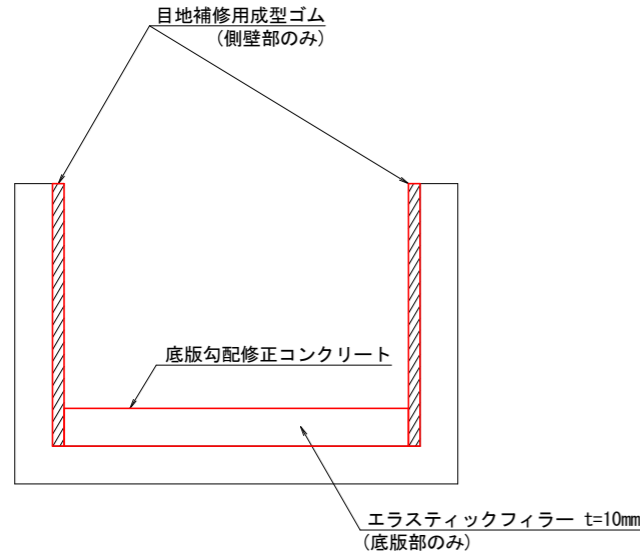 目地補修用成型ゴム
(側壁部のみ)
底版勾配修正コンクリート
エラスティックフィラー t=10mm
(底版部のみ)